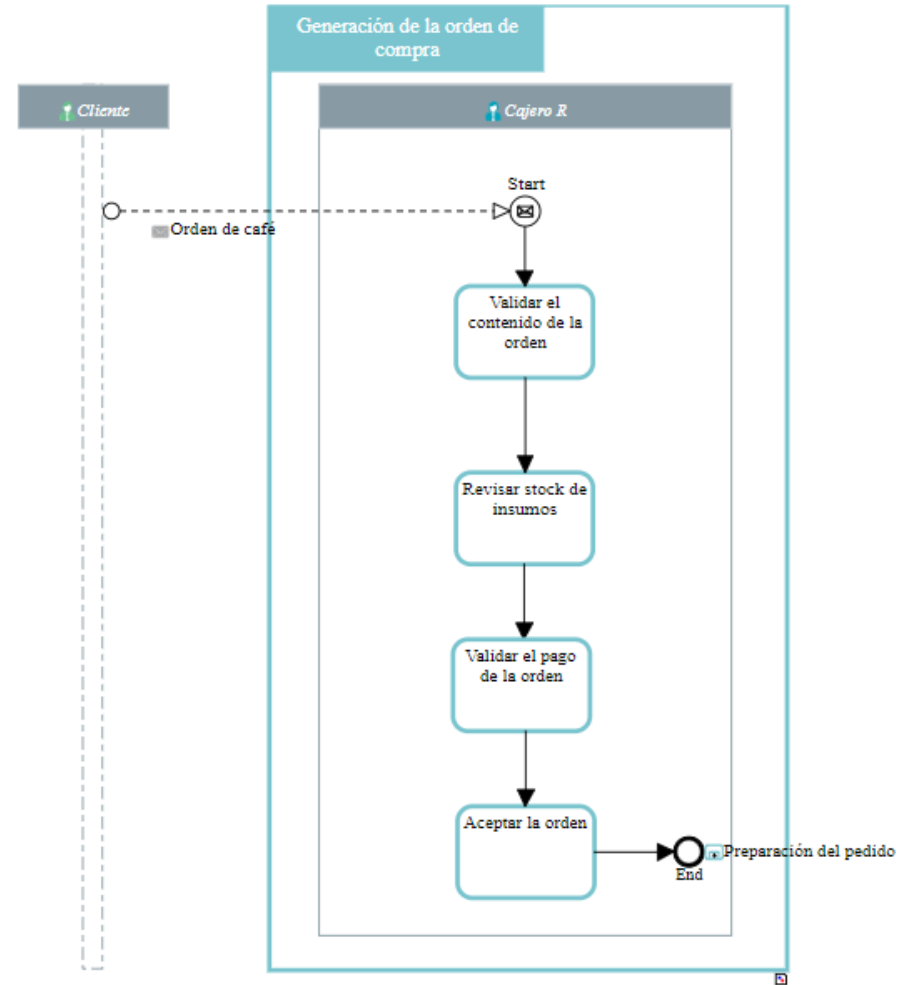 Generación de la orden de
compra
Cliente
Cajero R
Start
Orden de café
Validar el
contenido de la
orden
Revisar stock de
insumos
Validar el pago
de la orden
Aceptar la orden
Preparación del pedido
End